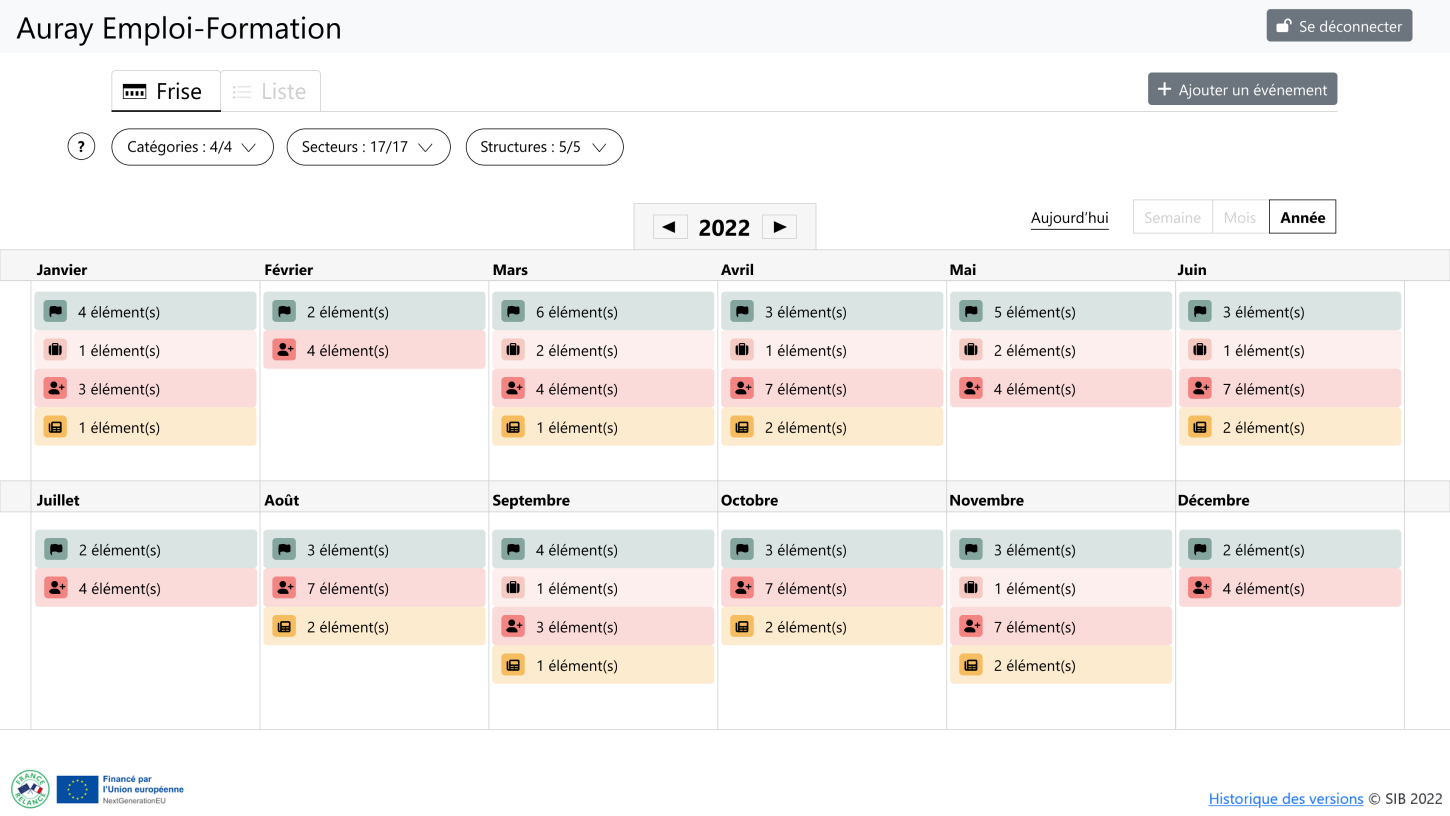 Auray Emploi-Formation
Se déconnecter
Frise
Liste
Ajouter un événement
?
Catégories : 4/4
Secteurs : 17/17
Structures : 5/5
2022
Aujourd'hui
Semaine
Mois
Année
Janvier
Février
Mars
Avril
Mai
Juin
4 élément(s)
2 élément(s)
6 élément(s)
3 élément(s)
5 élément(s)
3 élément(s)
1 élément(s)
4 élément(s)
2 élément(s)
1 élément(s)
2 élément(s)
1 élément(s)
3 élément(s)
4 élément(s)
7 élément(s)
4 élément(s)
7 élément(s)
1 élément(s)
1 élément(s)
2 élément(s)
2 élément(s)
Juillet
Août
Septembre
Octobre
Novembre
Décembre
2 élément(s)
3 élément(s)
4 élément(s)
3 élément(s)
3 élément(s)
2 élément(s)
4 élément(s)
7 élément(s)
1 élément(s)
7 élément(s)
1 élément(s)
4 élément(s)
2 élément(s)
3 élément(s)
2 élément(s)
7 élément(s)
1 élément(s)
2 élément(s)
FRANCE
RELANCE
Financé par
l'Union européenne
NextGenerationEU
Historique des versions © SIB 2022